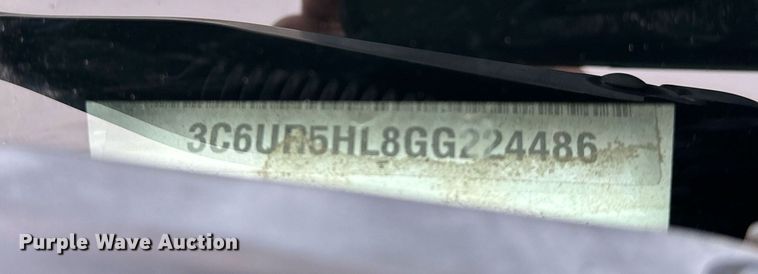 3C6UR5HL8GG224486
Purple Wave Auction